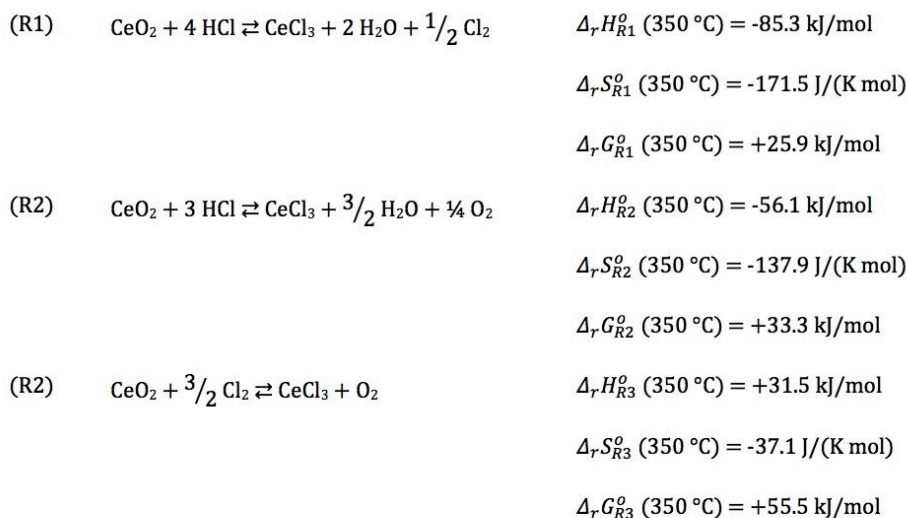 (R1) CeO₂ + 4 HCl ⇄ CeCl₃ + 2 H₂O + 1/2 Cl₂ ΔᵣH°R1 (350 °C) = -85.3 kJ/mol
ΔᵣS°R1 (350 °C) = -171.5 J/(K mol)
ΔᵣG°R1 (350 °C) = +25.9 kJ/mol
(R2) CeO₂ + 3 HCl ⇄ CeCl₃ + 3/2 H₂O + ¼ O₂ ΔᵣH°R2 (350 °C) = -56.1 kJ/mol
ΔᵣS°R2 (350 °C) = -137.9 J/(K mol)
ΔᵣG°R2 (350 °C) = +33.3 kJ/mol
(R2) CeO₂ + 3/2 Cl₂ ⇄ CeCl₃ + O₂ ΔᵣH°R3 (350 °C) = +31.5 kJ/mol
ΔᵣS°R3 (350 °C) = -37.1 J/(K mol)
ΔᵣG°R3 (350 °C) = +55.5 kJ/mol